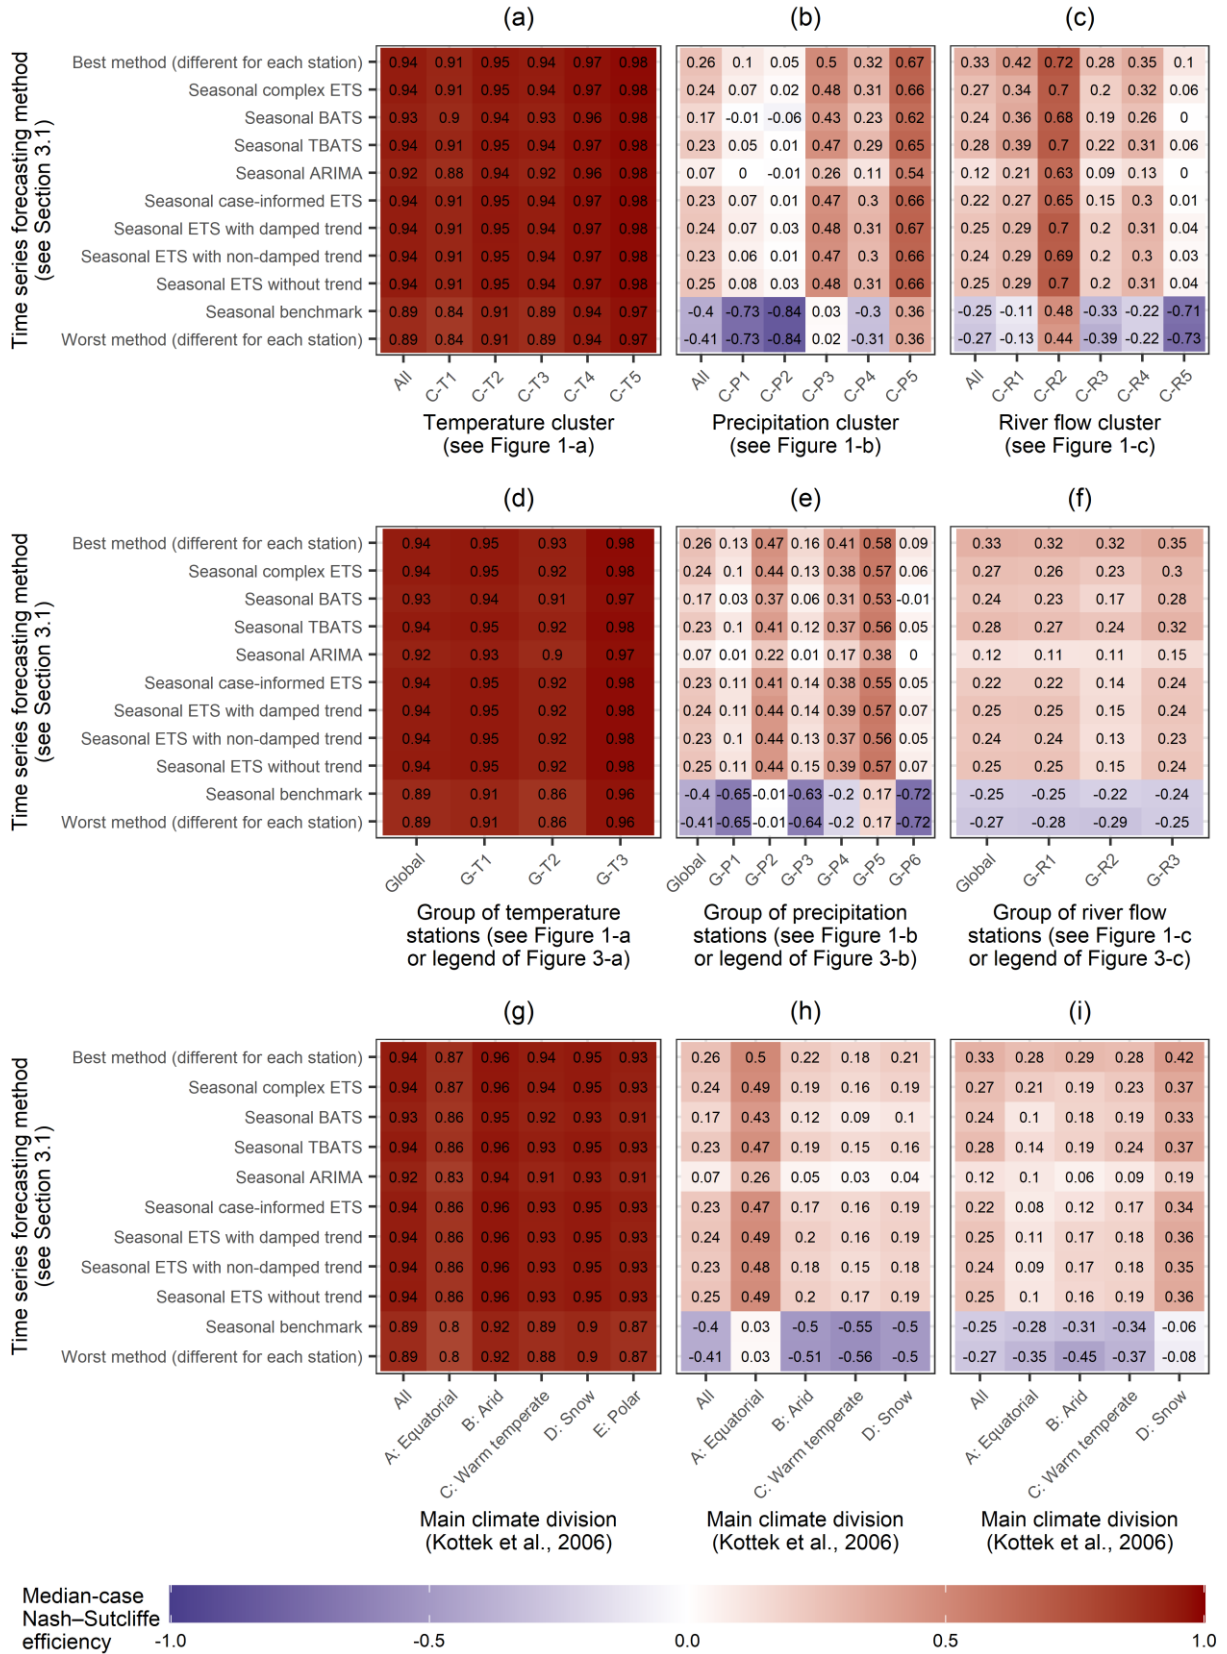 (a) (b) (c)
Time series forecasting method
(see Section 3.1)
Best method (different for each station) 0.94 0.91 0.95 0.94 0.97 0.98 0.26 0.1 0.05 0.5 0.32 0.67 0.33 0.42 0.72 0.28 0.35 0.1
Seasonal complex ETS 0.94 0.91 0.95 0.94 0.97 0.98 0.24 0.07 0.02 0.48 0.31 0.66 0.27 0.34 0.7 0.2 0.32 0.06
Seasonal BATS 0.93 0.9 0.94 0.93 0.96 0.98 0.17 -0.01 -0.06 0.43 0.23 0.62 0.24 0.36 0.68 0.19 0.26 0
Seasonal TBATS 0.94 0.91 0.95 0.94 0.97 0.98 0.23 0.05 0.01 0.47 0.29 0.65 0.28 0.39 0.7 0.22 0.31 0.06
Seasonal ARIMA 0.92 0.88 0.94 0.92 0.96 0.98 0.07 0 -0.01 0.26 0.11 0.54 0.12 0.21 0.63 0.09 0.13 0
Seasonal case-informed ETS 0.94 0.91 0.95 0.94 0.97 0.98 0.23 0.07 0.01 0.47 0.3 0.66 0.22 0.27 0.65 0.15 0.3 0.01
Seasonal ETS with damped trend 0.94 0.91 0.95 0.94 0.97 0.98 0.24 0.07 0.03 0.48 0.31 0.67 0.25 0.29 0.7 0.2 0.31 0.04
Seasonal ETS with non-damped trend 0.94 0.91 0.95 0.94 0.97 0.98 0.23 0.06 0.01 0.47 0.3 0.66 0.24 0.29 0.69 0.2 0.3 0.03
Seasonal ETS without trend 0.94 0.91 0.95 0.94 0.97 0.98 0.25 0.08 0.03 0.48 0.31 0.66 0.25 0.29 0.7 0.2 0.31 0.04
Seasonal benchmark 0.89 0.84 0.91 0.89 0.94 0.97 -0.4 -0.73 -0.84 0.03 -0.3 0.36 -0.25 -0.11 0.48 -0.33 -0.22 -0.71
Worst method (different for each station) 0.89 0.84 0.91 0.89 0.94 0.97 -0.41 -0.73 -0.84 0.02 -0.31 0.36 -0.27 -0.13 0.44 -0.39 -0.22 -0.73
All C-T1 C-T2 C-T3 C-T4 C-T5 All C-P1 C-P2 C-P3 C-P4 C-P5 All C-R1 C-R2 C-R3 C-R4 C-R5
Temperature cluster Precipitation cluster River flow cluster
(see Figure 1-a) (see Figure 1-b) (see Figure 1-c)
(d) (e) (f)
Time series forecasting method
(see Section 3.1)
Best method (different for each station) 0.94 0.95 0.93 0.98 0.26 0.13 0.47 0.16 0.41 0.58 0.09 0.33 0.32 0.32 0.35
Seasonal complex ETS 0.94 0.95 0.92 0.98 0.24 0.1 0.44 0.13 0.38 0.57 0.06 0.27 0.26 0.23 0.3
Seasonal BATS 0.93 0.94 0.91 0.97 0.17 0.03 0.37 0.06 0.31 0.53 -0.01 0.24 0.23 0.17 0.28
Seasonal TBATS 0.94 0.95 0.92 0.98 0.23 0.1 0.41 0.12 0.37 0.56 0.05 0.28 0.27 0.24 0.32
Seasonal ARIMA 0.92 0.93 0.9 0.97 0.07 0.01 0.22 0.01 0.17 0.38 0 0.12 0.11 0.11 0.15
Seasonal case-informed ETS 0.94 0.95 0.92 0.98 0.23 0.11 0.41 0.14 0.38 0.55 0.05 0.22 0.22 0.14 0.24
Seasonal ETS with damped trend 0.94 0.95 0.92 0.98 0.24 0.11 0.44 0.14 0.39 0.57 0.07 0.25 0.25 0.15 0.24
Seasonal ETS with non-damped trend 0.94 0.95 0.92 0.98 0.23 0.1 0.44 0.13 0.37 0.56 0.05 0.24 0.24 0.13 0.23
Seasonal ETS without trend 0.94 0.95 0.92 0.98 0.25 0.11 0.44 0.15 0.39 0.57 0.07 0.25 0.25 0.15 0.24
Seasonal benchmark 0.89 0.91 0.86 0.96 -0.4 -0.65 -0.01 -0.63 -0.2 0.17 -0.72 -0.25 -0.25 -0.22 -0.24
Worst method (different for each station) 0.89 0.91 0.86 0.96 -0.41 -0.65 -0.01 -0.64 -0.2 0.17 -0.72 -0.27 -0.28 -0.29 -0.25
Global G-T1 G-T2 G-T3 Global G-P1 G-P2 G-P3 G-P4 G-P5 G-P6 Global G-R1 G-R2 G-R3
Group of temperature Group of precipitation Group of river flow
stations (see Figure 1-a stations (see Figure 1-b stations (see Figure 1-c
or legend of Figure 3-a) or legend of Figure 3-b) or legend of Figure 3-c)
(g) (h) (i)
Time series forecasting method
(see Section 3.1)
Best method (different for each station) 0.94 0.87 0.96 0.94 0.95 0.93 0.26 0.5 0.22 0.18 0.21 0.33 0.28 0.29 0.28 0.42
Seasonal complex ETS 0.94 0.87 0.96 0.94 0.95 0.93 0.24 0.49 0.19 0.16 0.19 0.27 0.21 0.19 0.23 0.37
Seasonal BATS 0.93 0.86 0.95 0.92 0.93 0.91 0.17 0.43 0.12 0.09 0.1 0.24 0.1 0.18 0.19 0.33
Seasonal TBATS 0.94 0.86 0.96 0.93 0.95 0.93 0.23 0.47 0.19 0.15 0.16 0.28 0.14 0.19 0.24 0.37
Seasonal ARIMA 0.92 0.83 0.94 0.91 0.93 0.91 0.07 0.26 0.05 0.03 0.04 0.12 0.1 0.06 0.09 0.19
Seasonal case-informed ETS 0.94 0.86 0.96 0.93 0.95 0.93 0.23 0.47 0.17 0.16 0.19 0.22 0.08 0.12 0.17 0.34
Seasonal ETS with damped trend 0.94 0.86 0.96 0.93 0.95 0.93 0.24 0.49 0.2 0.16 0.19 0.25 0.11 0.17 0.18 0.36
Seasonal ETS with non-damped trend 0.94 0.86 0.96 0.93 0.95 0.93 0.23 0.48 0.18 0.15 0.18 0.24 0.09 0.17 0.18 0.35
Seasonal ETS without trend 0.94 0.86 0.96 0.93 0.95 0.93 0.25 0.49 0.2 0.17 0.19 0.25 0.1 0.16 0.19 0.36
Seasonal benchmark 0.89 0.8 0.92 0.89 0.9 0.87 -0.4 0.03 -0.5 -0.55 -0.5 -0.25 -0.28 -0.31 -0.34 -0.06
Worst method (different for each station) 0.89 0.8 0.92 0.88 0.9 0.87 -0.41 0.03 -0.51 -0.56 -0.5 -0.27 -0.35 -0.45 -0.37 -0.08
All A: Equatorial B: Arid C: Warm temperate D: Snow E: Polar All A: Equatorial B: Arid C: Warm temperate D: Snow All A: Equatorial B: Arid C: Warm temperate D: Snow
Main climate division Main climate division Main climate division
(Kottek et al., 2006) (Kottek et al., 2006) (Kottek et al., 2006)
Median-case
Nash–Sutcliffe
efficiency
-1.0 -0.5 0.0 0.5 1.0